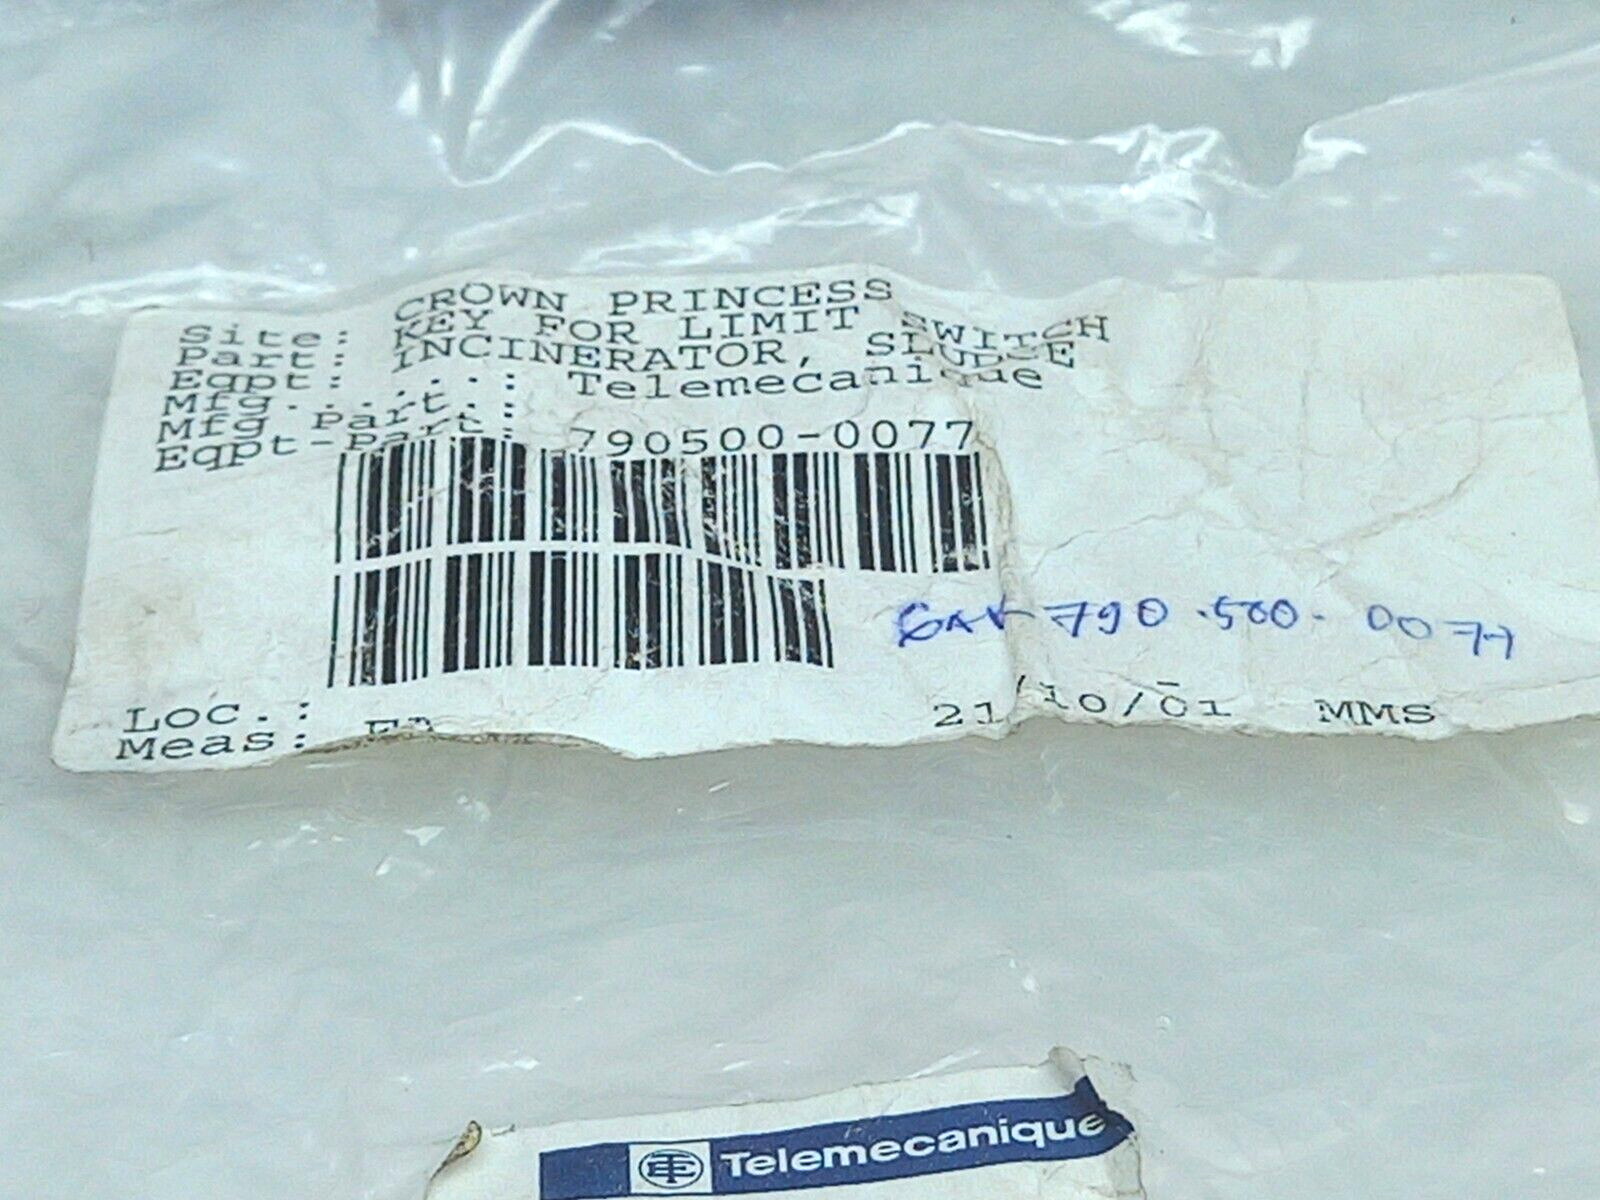 Site: CROWN PRINCESS
Part: KEY FOR LIMIT SWITCH
Eqpt: INCINERATOR, SLUDGE
Mfg.....: Telemecanique
Mfg Part.:
Eqpt-Part: 790500-0077
790.500-0077
Loc.:
Meas: 21/10/01 MMS
Telemecanique